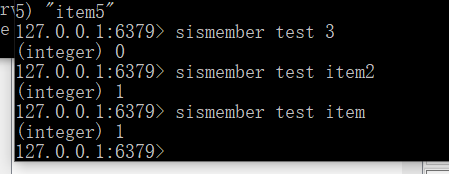 5) "item5"
127.0.0.1:6379> sismember test 3
(integer) 0
127.0.0.1:6379> sismember test item2
(integer) 1
127.0.0.1:6379> sismember test item
(integer) 1
127.0.0.1:6379>